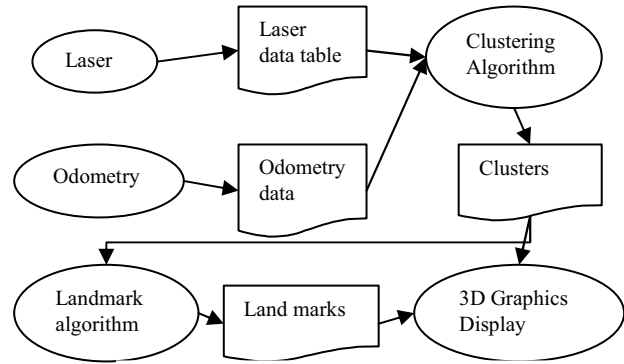 Laser
Laser
data table
Clustering
Algorithm
Odometry
Odometry
data
Clusters
Landmark
algorithm
Land marks
3D Graphics
Display